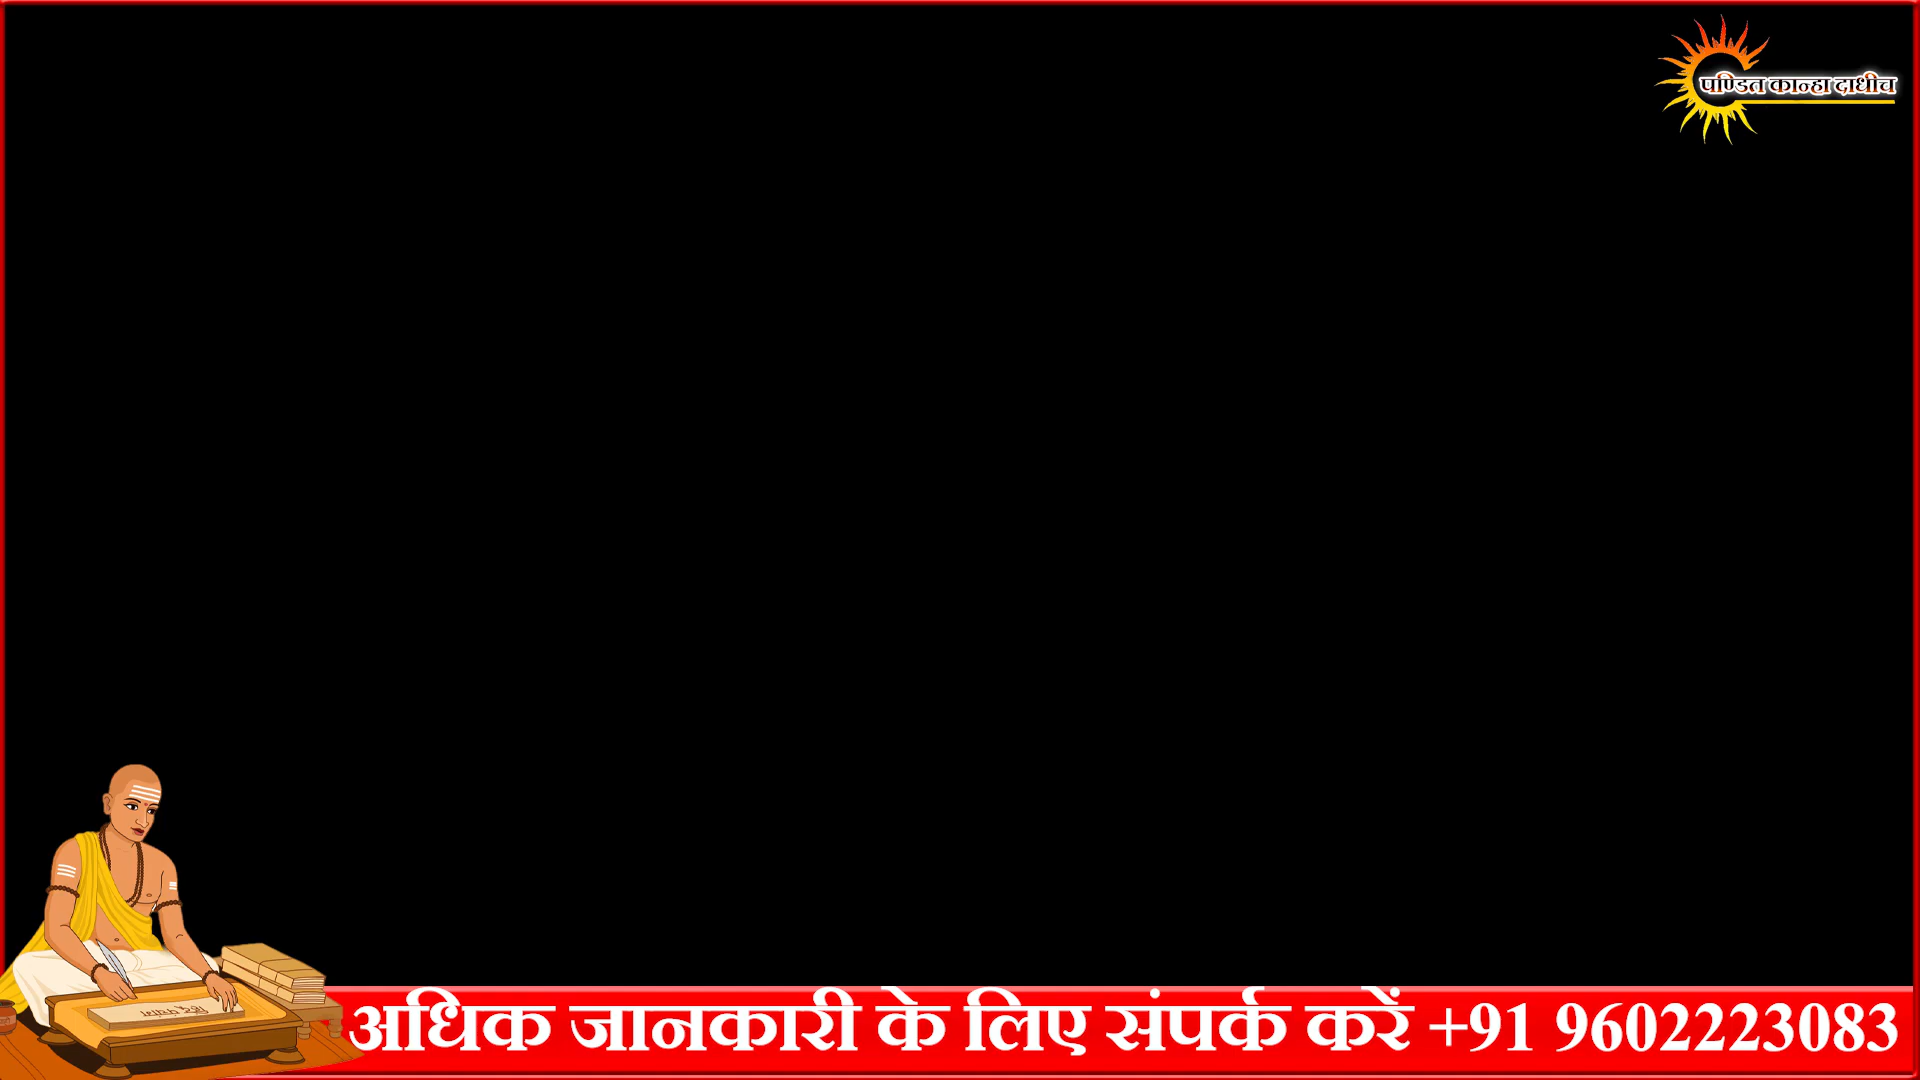 पण्डित कान्हा दाधीच
अधिक जानकारी के लिए संपर्क करें +91 9602223083